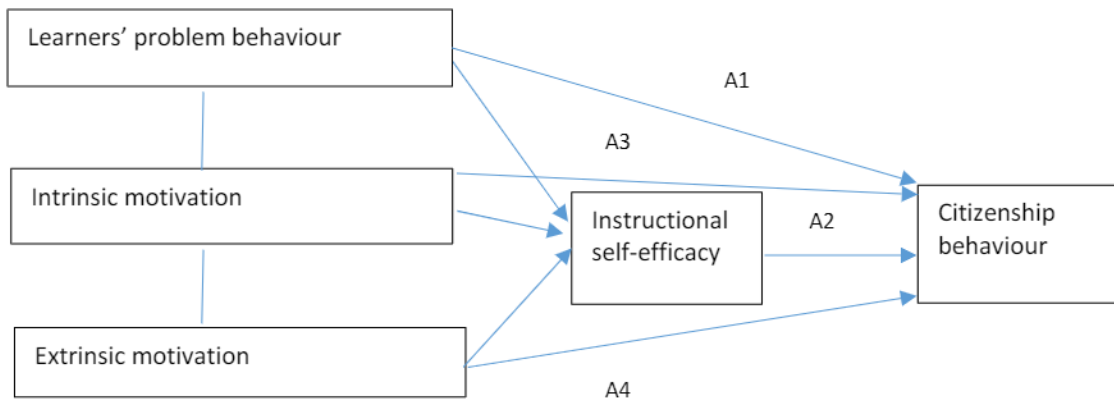 Learners’ problem behaviour
A1
A3
Intrinsic motivation
Instructional
self-efficacy
A2
Citizenship
behaviour
Extrinsic motivation
A4